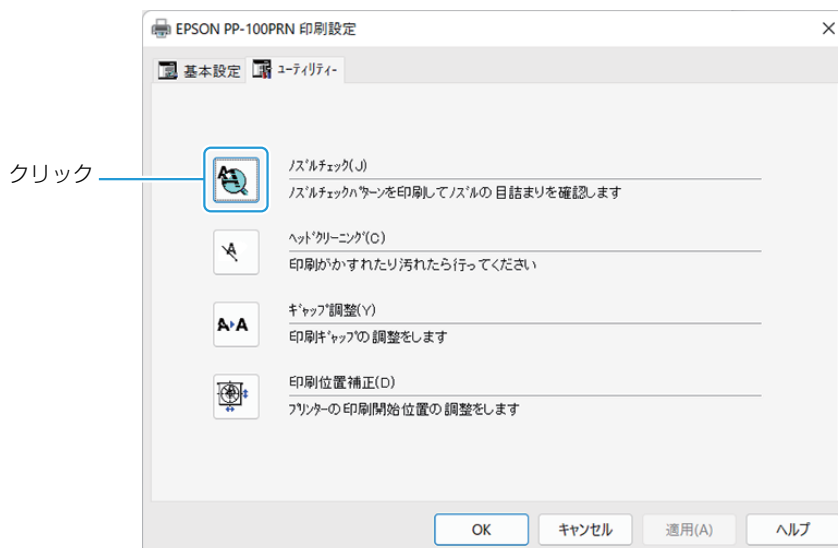 EPSON PP-100PRN 印刷設定
基本設定 ﾕｰﾃｨﾘﾃｨｰ
クリック
ﾉｽﾞﾙﾁｪｯｸ(J)
ﾉｽﾞﾙﾁｪｯｸﾊﾟﾀｰﾝを印刷してﾉｽﾞﾙの目詰まりを確認します
ﾍｯﾄﾞｸﾘｰﾆﾝｸﾞ(C)
印刷がかすれたり汚れたら行ってください
ｷﾞｬｯﾌﾟ調整(Y)
印刷ｷﾞｬｯﾌﾟの調整をします
印刷位置補正(D)
ﾌﾟﾘﾝﾀｰの印刷開始位置の調整をします
OK キャンセル 適用(A) ヘルプ